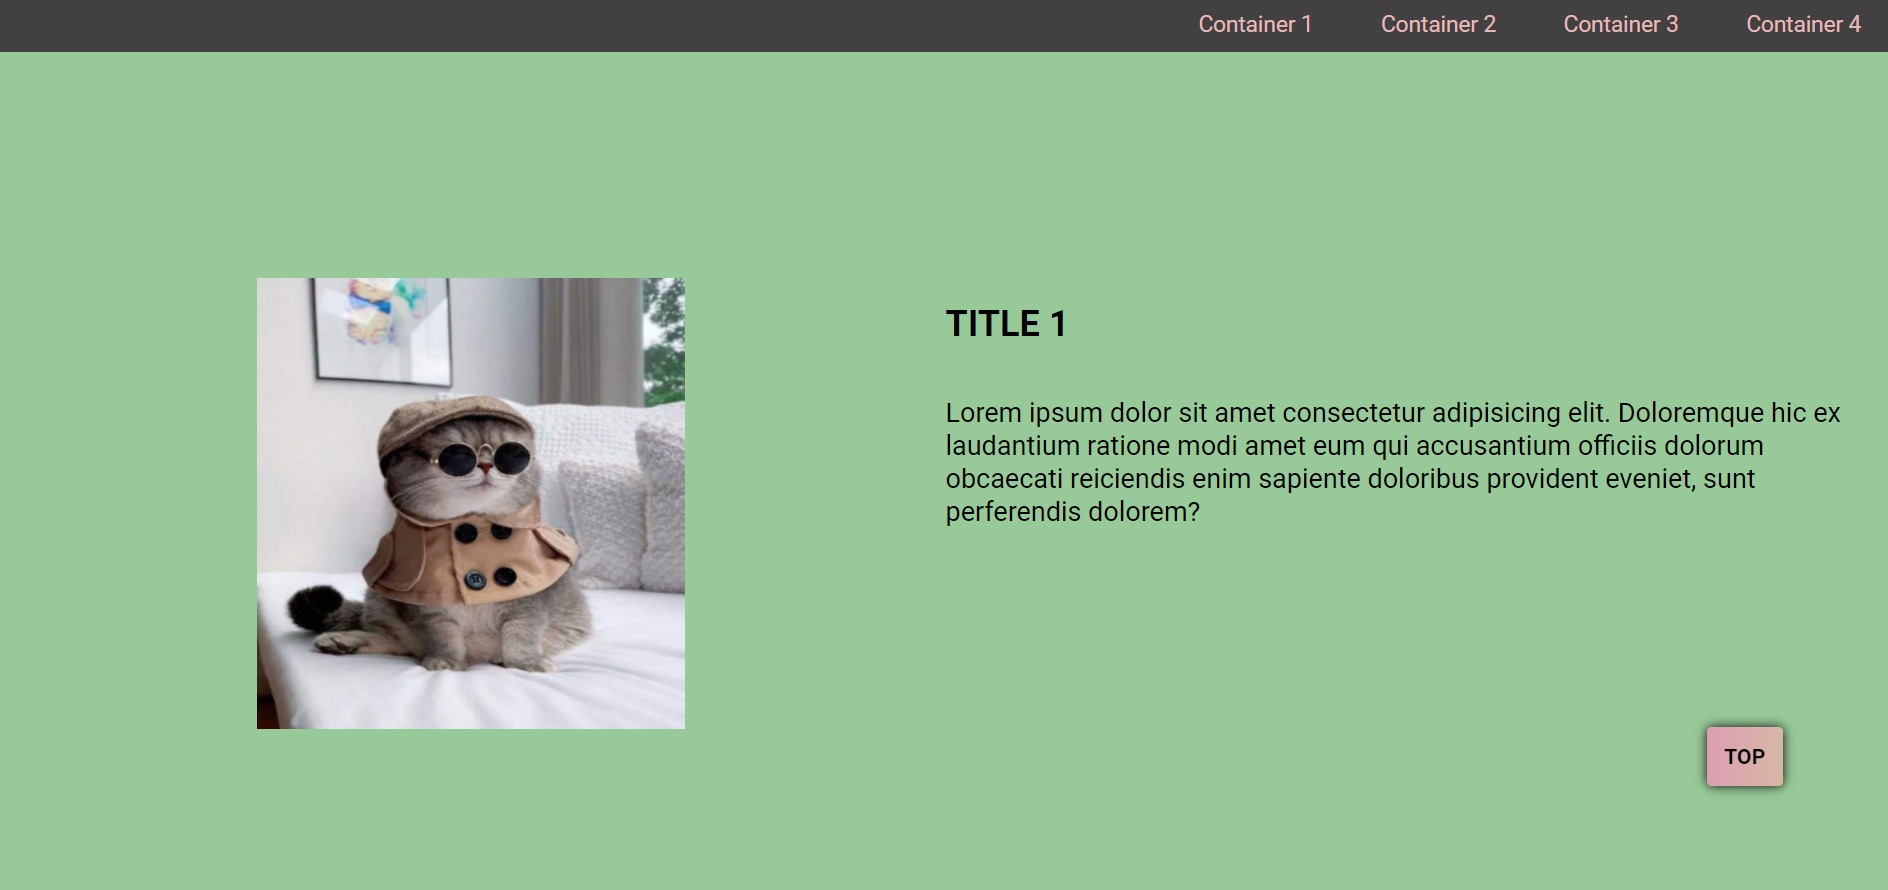 Container 1 Container 2 Container 3 Container 4
TITLE 1
Lorem ipsum dolor sit amet consectetur adipisicing elit. Doloremque hic ex
laudantium ratione modi amet eum qui accusantium officiis dolorum
obcaecati reiciendis enim sapiente doloribus provident eveniet, sunt
perferendis dolorem?
TOP